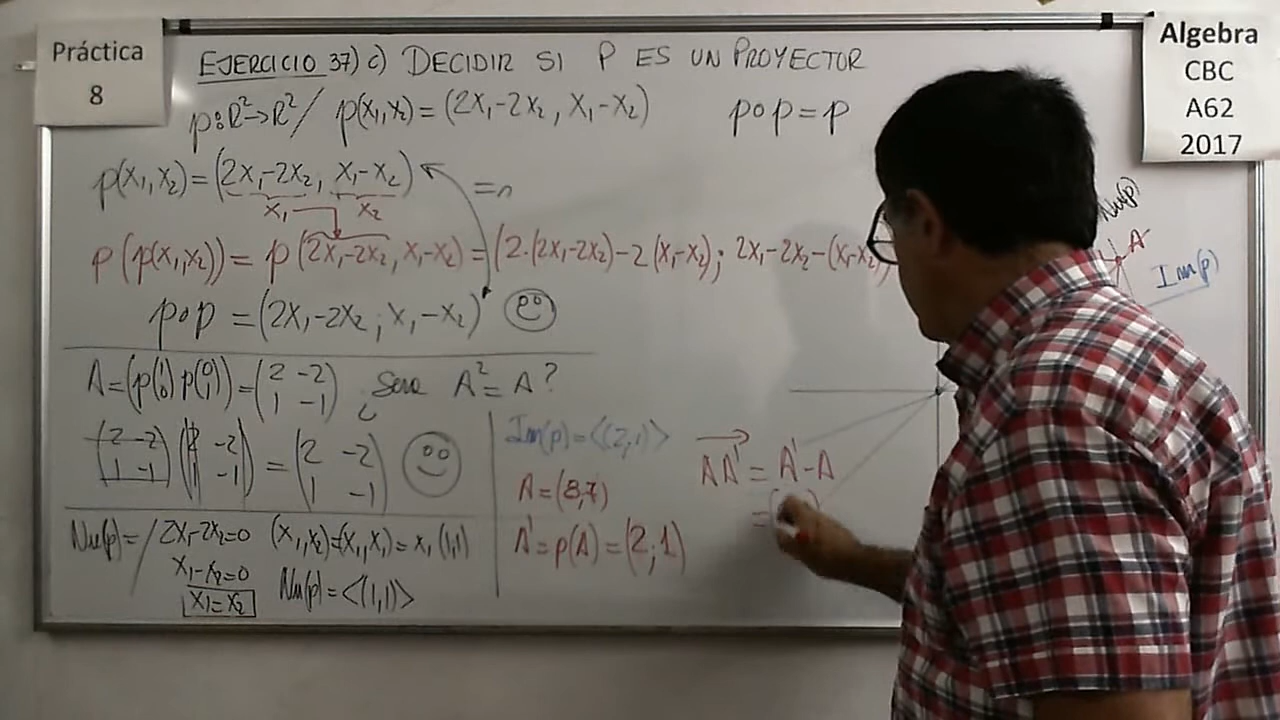 Práctica
8
Algebra
CBC
A62
2017
EJERCICIO 37) c) DECIDIR SI P ES UN PROYECTOR
p: R²→R² / p(x₁,x₂) = (2x₁-2x₂, x₁-x₂)
p∘p = p
p(x₁,x₂) = (2x₁-2x₂, x₁-x₂)
x₁ x₂
p(p(x₁,x₂)) = p(2x₁-2x₂, x₁-x₂) = (2.(2x₁-2x₂)-2(x₁-x₂); 2x₁-2x₂-(x₁-x₂)
p∘p = (2x₁-2x₂; x₁-x₂)
Nu(p)
A
Im(p)
A = (p(1 0) p(0 1)) = (2 -2
1 -1) ¿Será A² = A?
(2 -2
1 -1) (2 -2
1 -1) = (2 -2
1 -1)
Nu(p) = / 2x₁-2x₂=0 (x₁,x₂)=(x₁,x₁) = x₁(1,1)
x₁-x₂=0
x₁=x₂
Nu(p) = <(1,1)>
Im(p) = <(2,1)>
A = (8,7)
A' = p(A) = (2;1)
AA' = A'-A
=